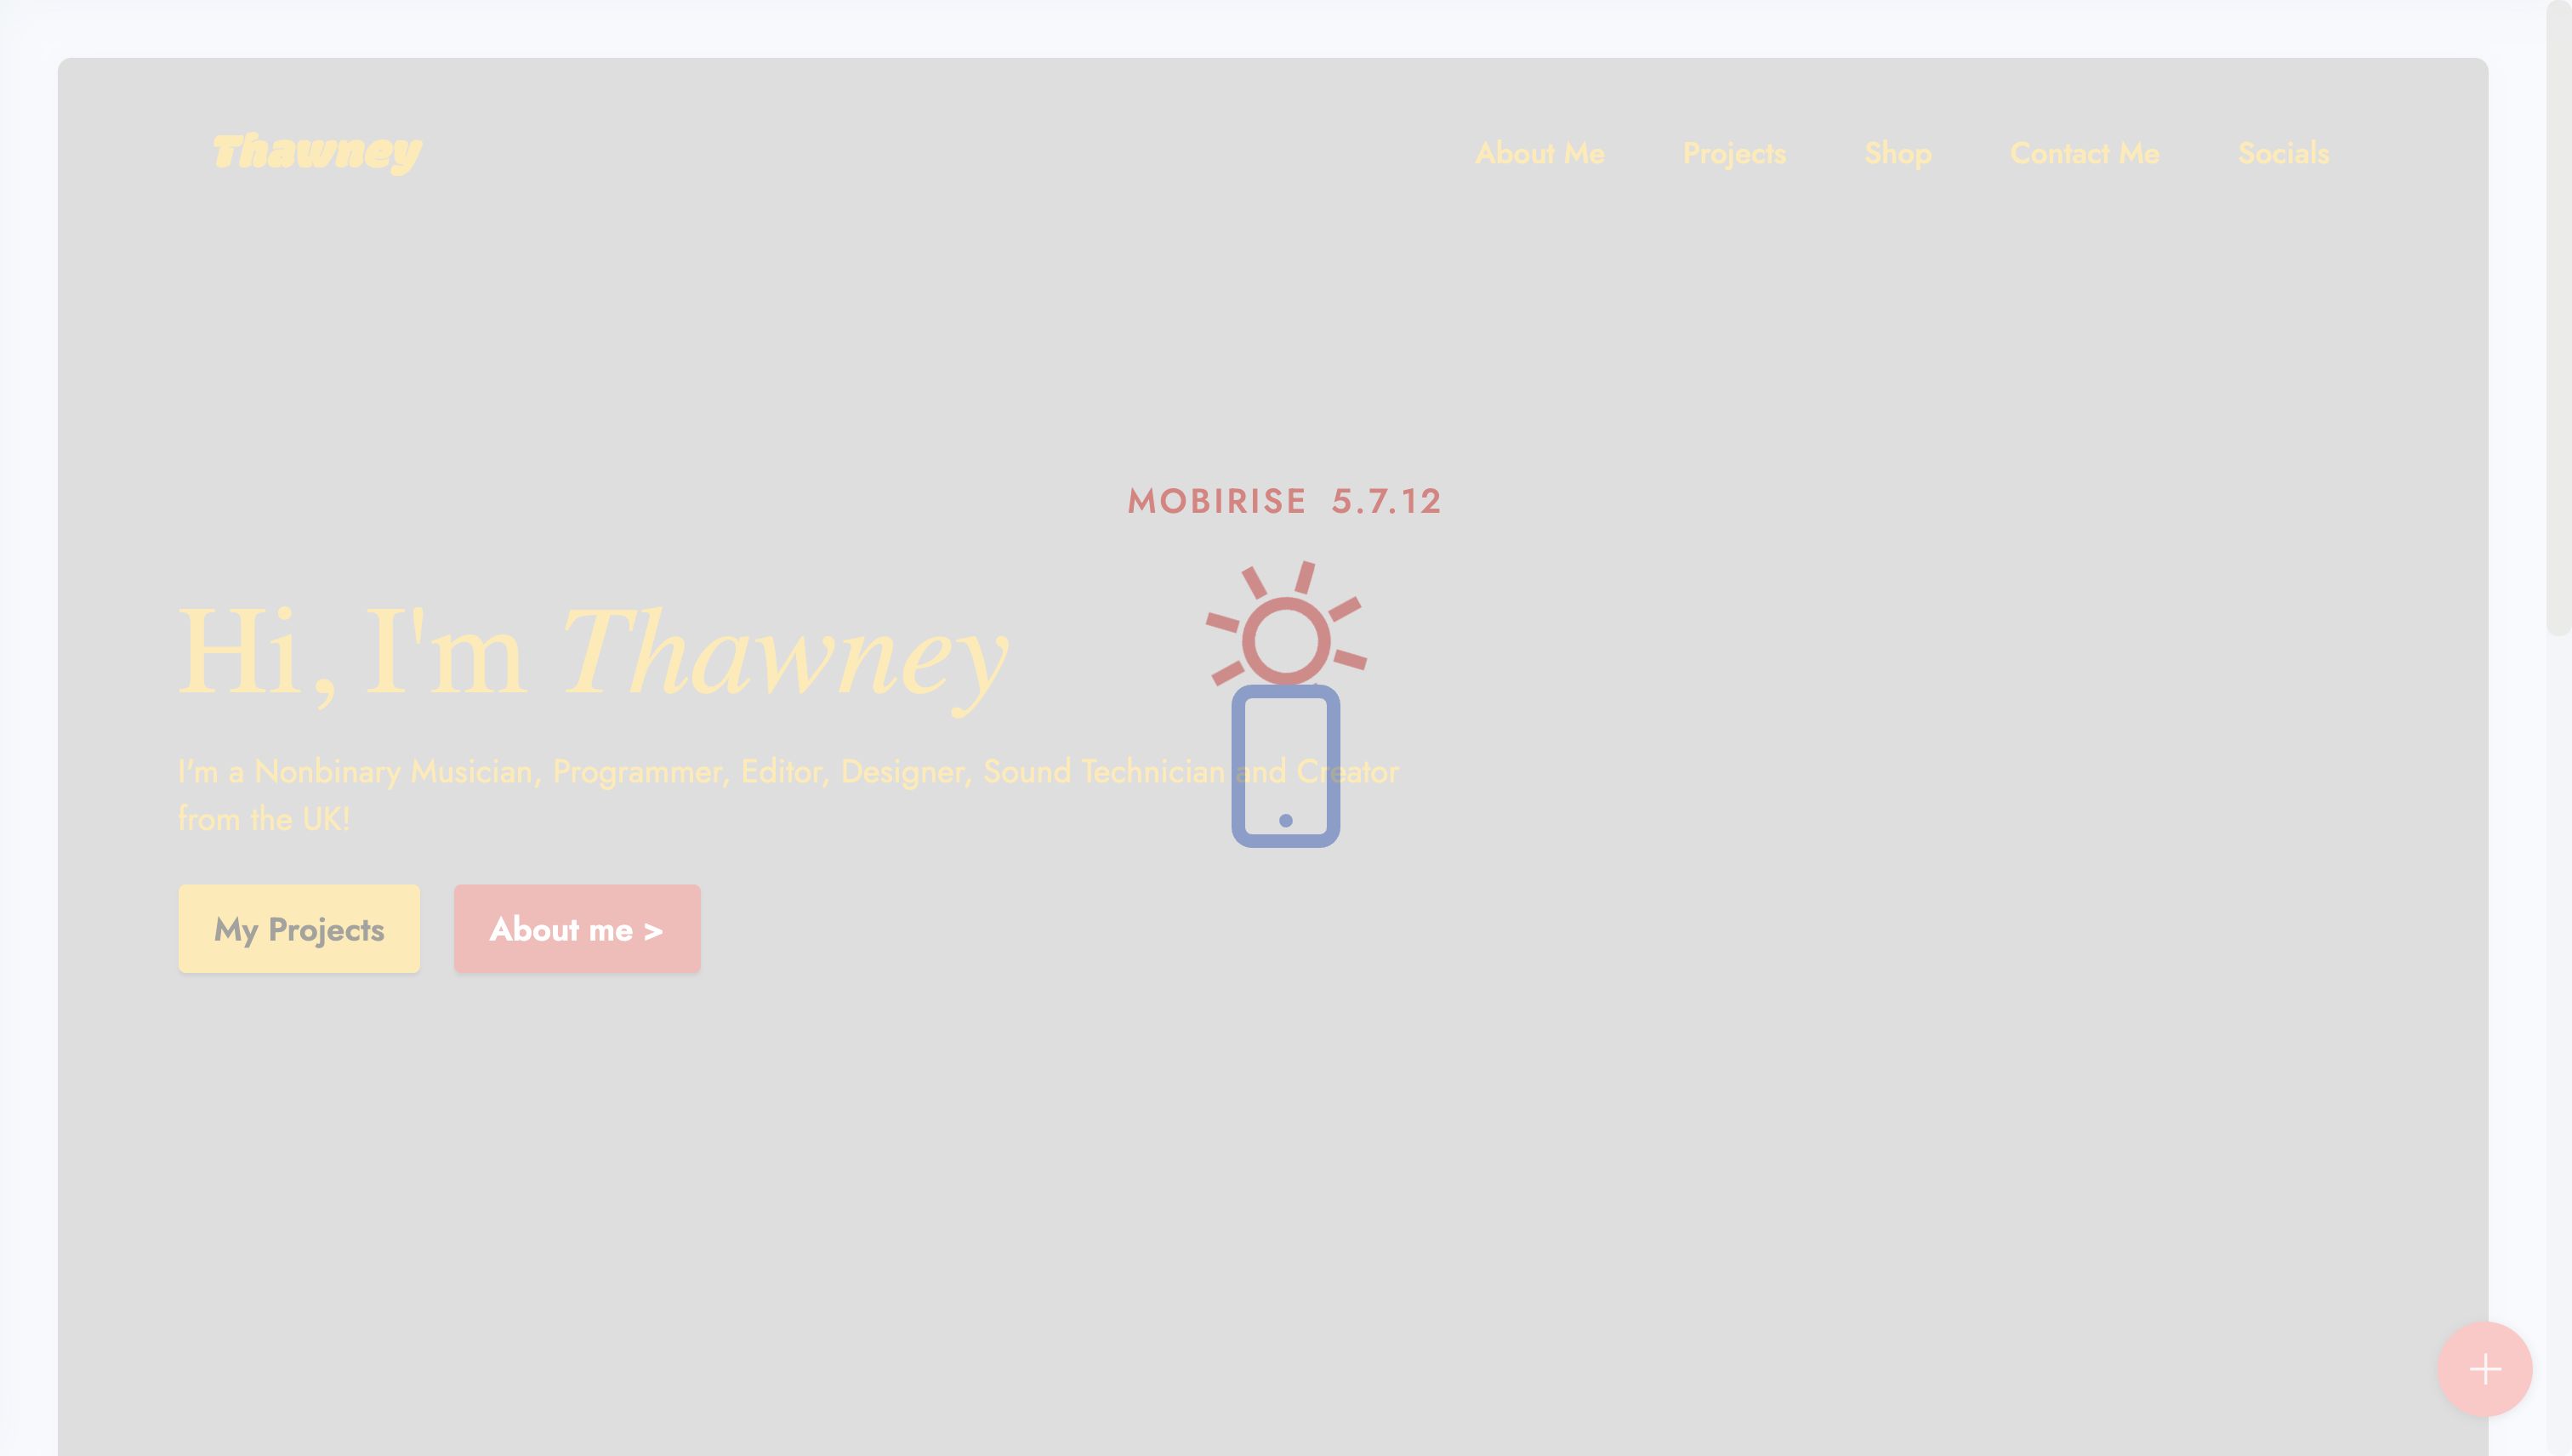 Thawney
About Me Projects Shop Contact Me Socials
MOBIRISE 5.7.12
Hi, I'm Thawney
I'm a Nonbinary Musician, Programmer, Editor, Designer, Sound Technician and Creator
from the UK!
My Projects About me >